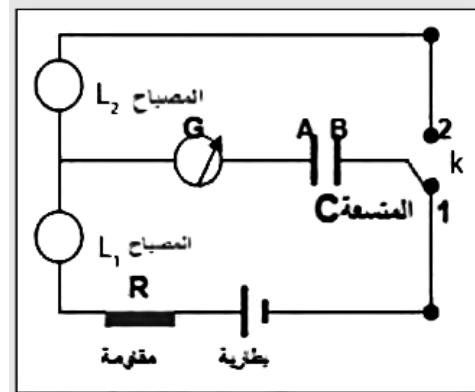 L₂ المصباح
G
A B
2
k
المتسعة C
1
L₁ المصباح
R
مقاومة
بطارية